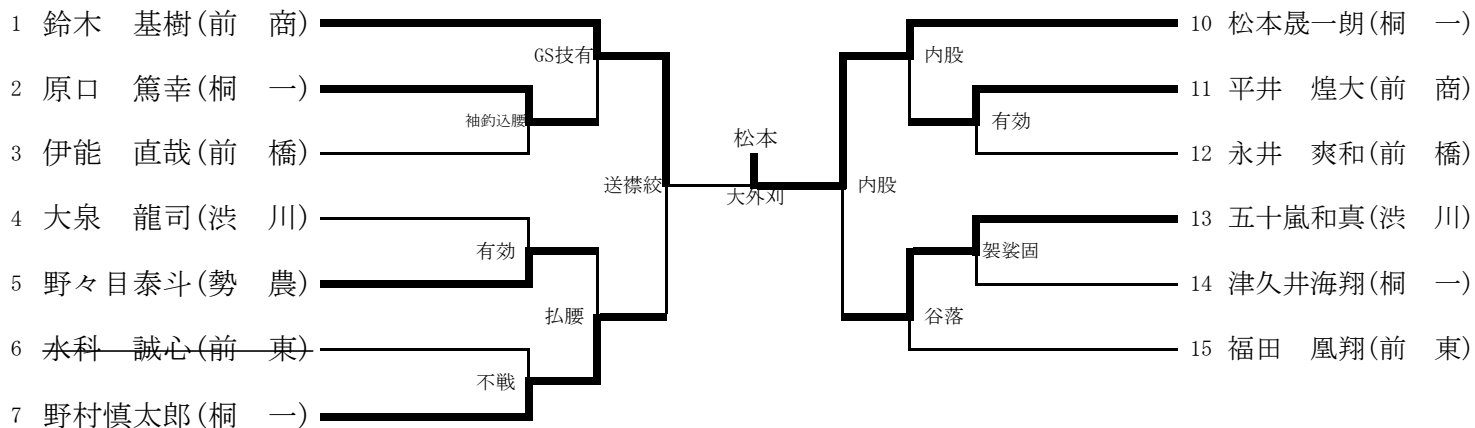 1 鈴木　基樹(前　商)
GS技有
2 原口　篤幸(桐　一)
袖釣込腰
3 伊能　直哉(前　橋)
送襟絞
4 大泉　龍司(渋　川)
有効
5 野々目泰斗(勢　農)
払腰
6 水科　誠心(前　東)
不戦
7 野村慎太郎(桐　一)
松本
大外刈
10 松本晟一朗(桐　一)
内股
11 平井　煌大(前　商)
有効
12 永井　爽和(前　橋)
内股
13 五十嵐和真(渋　川)
袈裟固
14 津久井海翔(桐　一)
谷落
15 福田　凰翔(前　東)